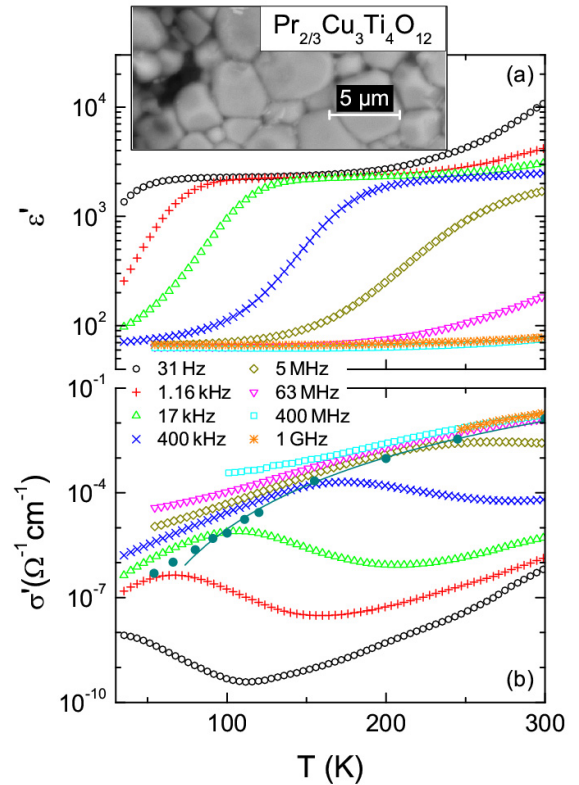 Pr2/3Cu3Ti4O12
5 µm
(a)
10^4
10^3
10^2
ε'
31 Hz 5 MHz
1.16 kHz 63 MHz
17 kHz 400 MHz
400 kHz 1 GHz
10^-1
10^-4
10^-7
10^-10
σ'(Ω^-1cm^-1)
(b)
100 200 300
T (K)